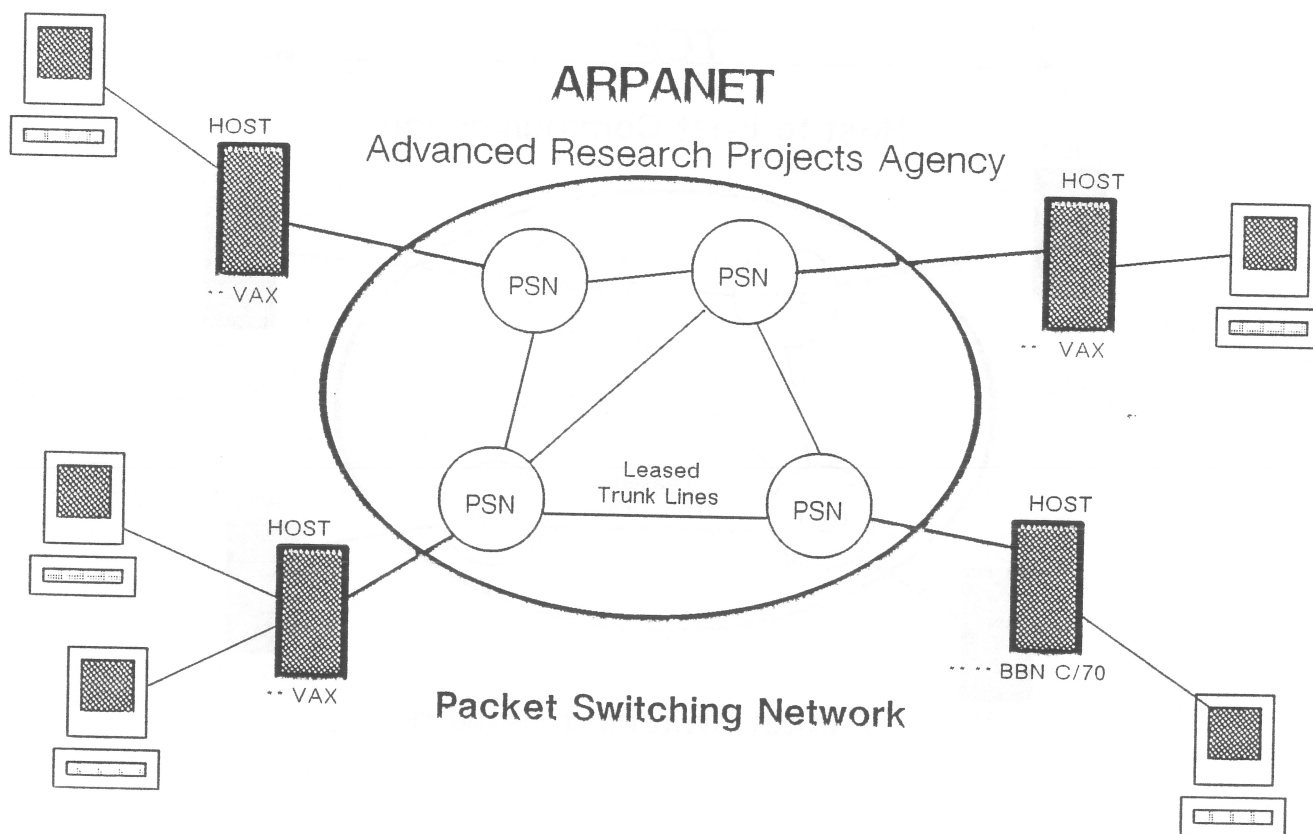 ARPANET
Advanced Research Projects Agency
HOST
-- VAX
HOST
-- VAX
PSN
PSN
PSN
Leased
Trunk Lines
PSN
HOST
-- VAX
HOST
---- BBN C/70
Packet Switching Network